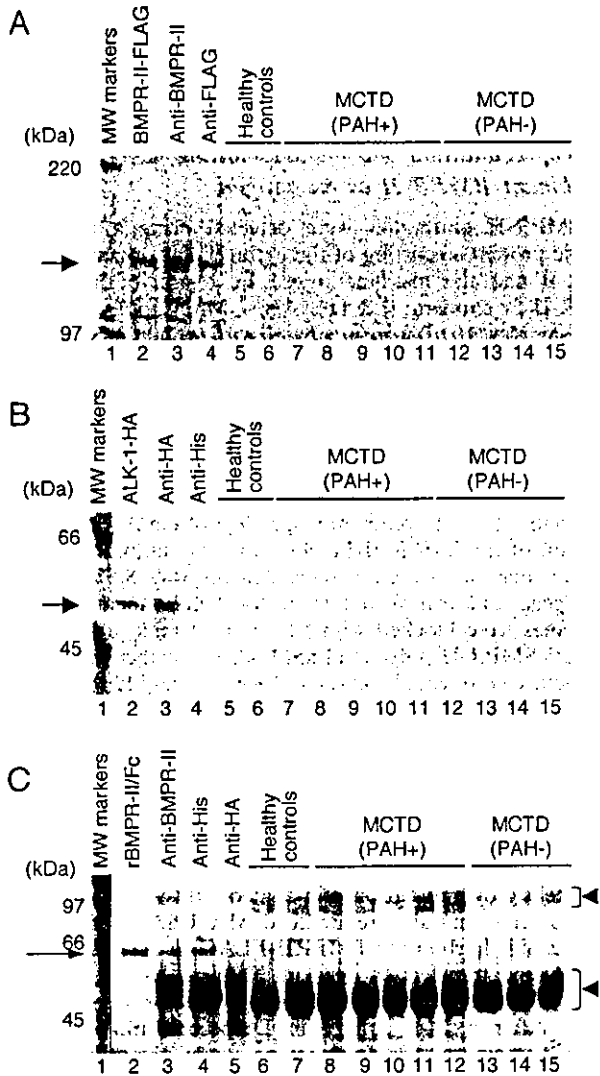 A
MW markers
BMPR-II-FLAG
Anti-BMPR-II
Anti-FLAG
Healthy
controls
MCTD
(PAH+)
MCTD
(PAH-)
(kDa)
220
97
1 2 3 4 5 6 7 8 9 10 11 12 13 14 15
B
MW markers
ALK-1-HA
Anti-HA
Anti-His
Healthy
controls
MCTD
(PAH+)
MCTD
(PAH-)
(kDa)
66
45
1 2 3 4 5 6 7 8 9 10 11 12 13 14 15
C
MW markers
rBMPR-II/Fc
Anti-BMPR-II
Anti-His
Anti-HA
Healthy
controls
MCTD
(PAH+)
MCTD
(PAH-)
(kDa)
97
66
45
1 2 3 4 5 6 7 8 9 10 11 12 13 14 15